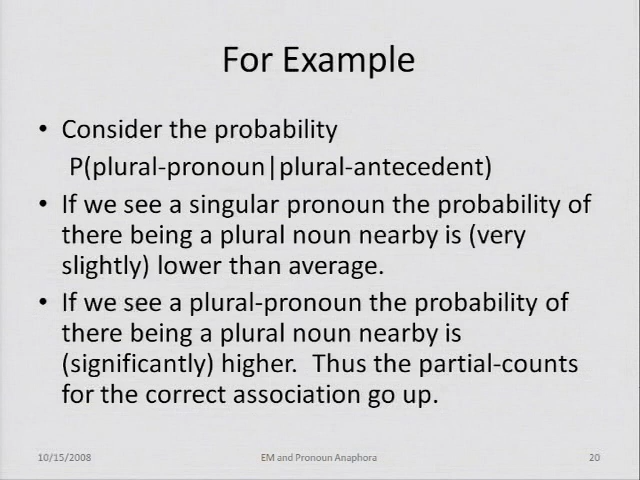 For Example
• Consider the probability
P(plural-pronoun|plural-antecedent)
• If we see a singular pronoun the probability of
there being a plural noun nearby is (very
slightly) lower than average.
• If we see a plural-pronoun the probability of
there being a plural noun nearby is
(significantly) higher.  Thus the partial-counts
for the correct association go up.
10/15/2008 EM and Pronoun Anaphora 20